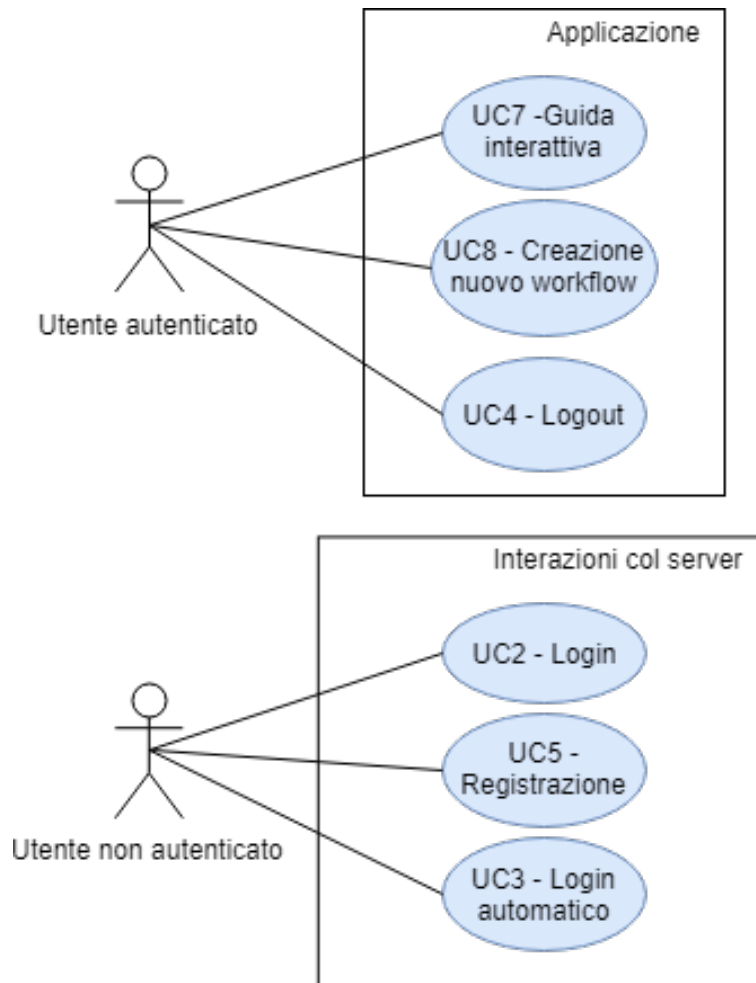 Applicazione
UC7 -Guida
interattiva
UC8 - Creazione
nuovo workflow
Utente autenticato
UC4 - Logout
Interazioni col server
UC2 - Login
UC5 -
Registrazione
Utente non autenticato
UC3 - Login
automatico